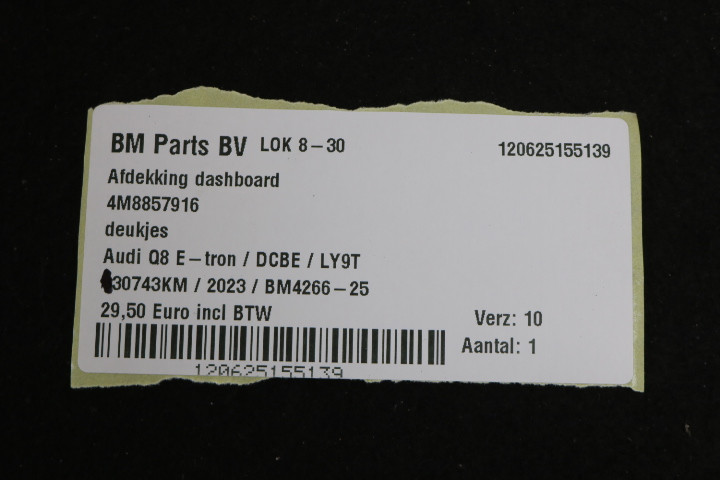 BM Parts BV LOK 8-30 120625155139
Afdekking dashboard
4M8857916
deukjes
Audi Q8 E-tron / DCBE / LY9T
30743KM / 2023 / BM4266-25
29,50 Euro incl BTW Verz: 10
Aantal: 1
120625155139